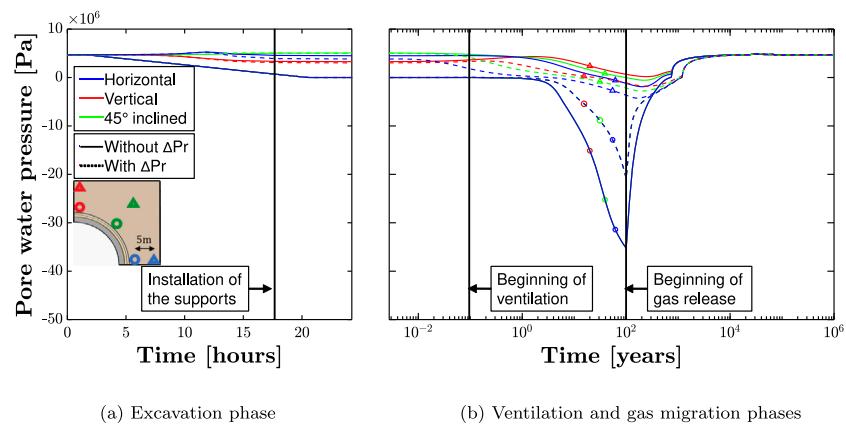 ×10⁶
Pore water pressure [Pa]
10
0
-10
-20
-30
-40
-50
Horizontal
Vertical
45° inclined
Without ΔPr
With ΔPr
5m
Installation of
the supports
0
5
10
15
20
Time [hours]
Beginning of
ventilation
Beginning of
gas release
10⁻²
10⁰
10²
10⁴
10⁶
Time [years]
(a) Excavation phase
(b) Ventilation and gas migration phases